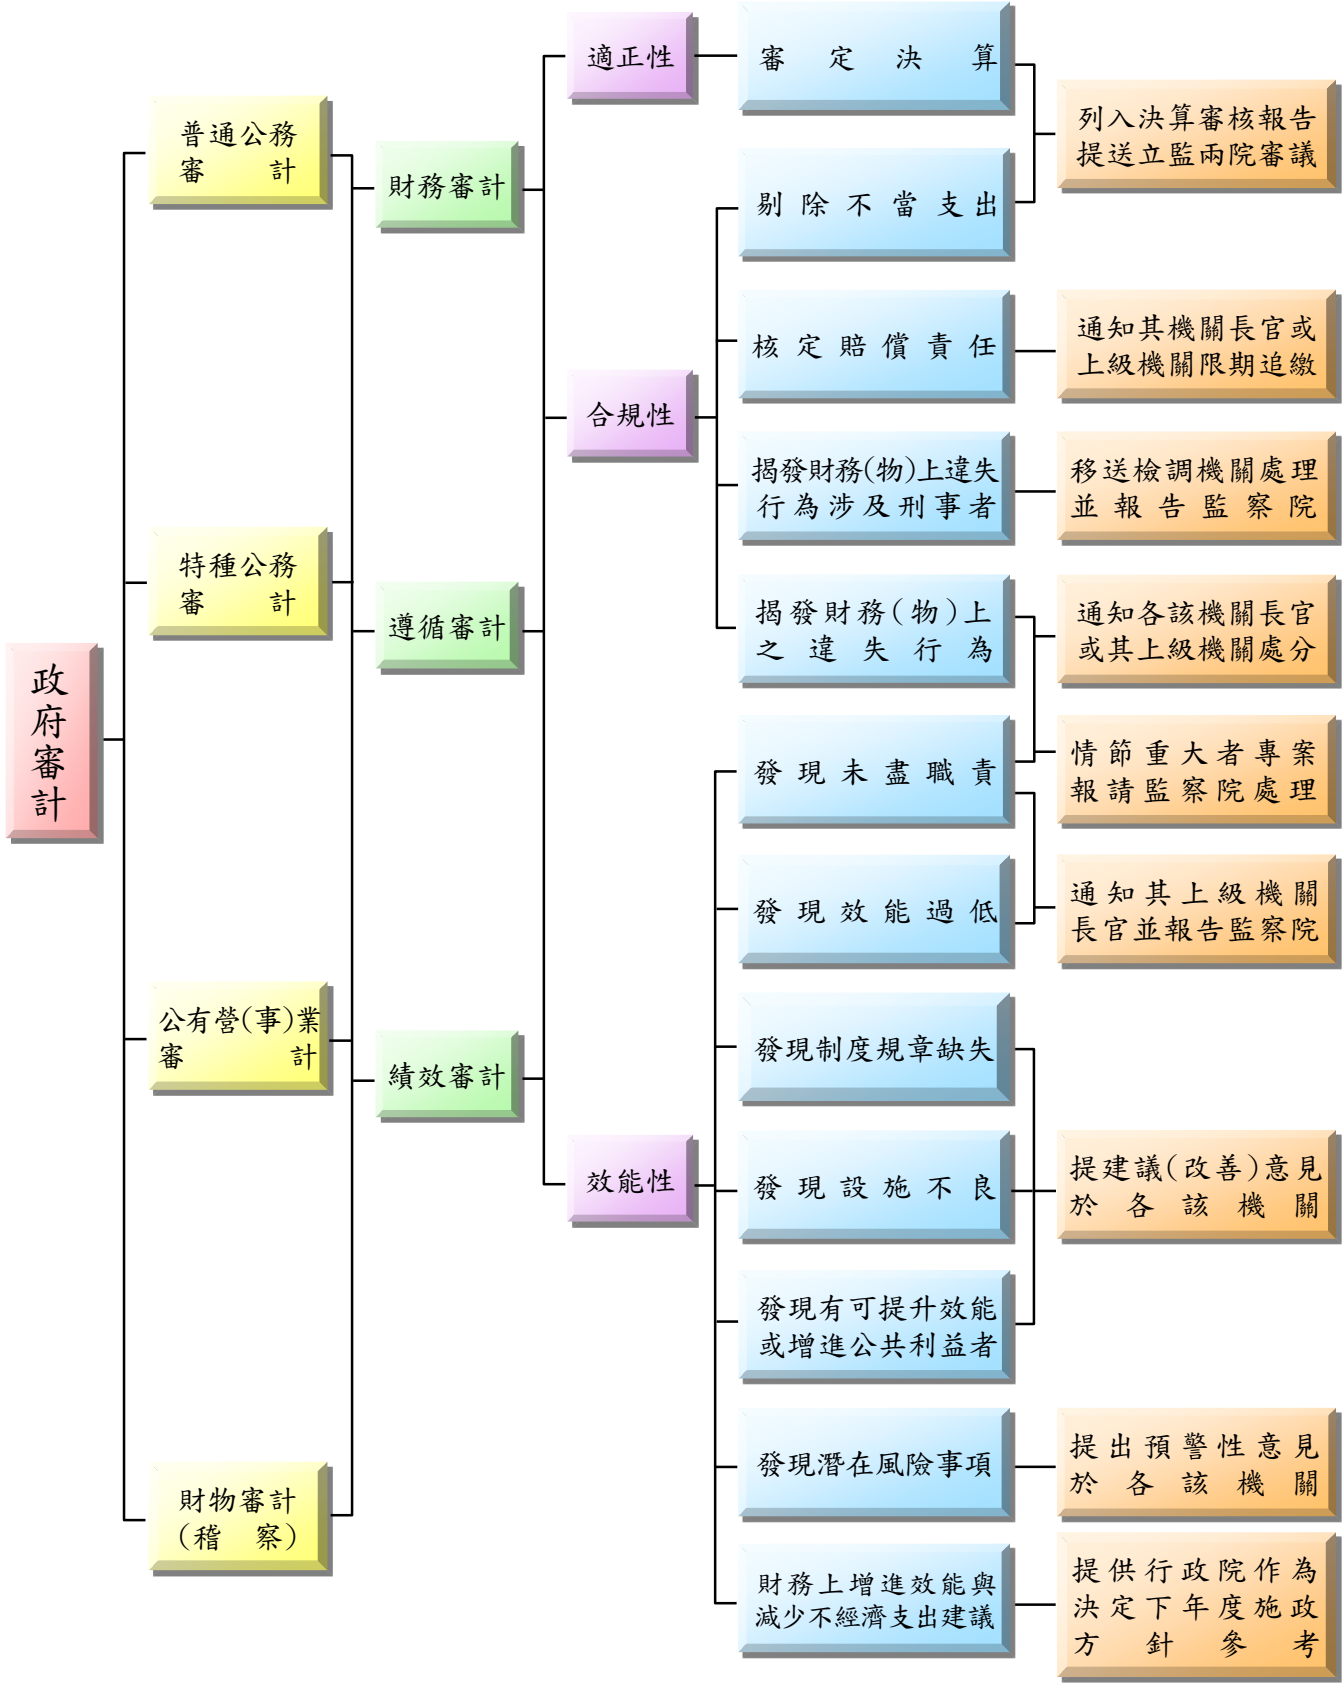 政府審計
普通公務
審計
特種公務
審計
公有營(事)業
審計
財物審計
(稽察)
財務審計
遵循審計
績效審計
適正性
合規性
效能性
審定決算
剔除不當支出
核定賠償責任
揭發財務(物)上違失
行為涉及刑事者
揭發財務(物)上
之違失行為
發現未盡職責
發現效能過低
發現制度規章缺失
發現設施不良
發現有可提升效能
或增進公共利益者
發現潛在風險事項
財務上增進效能與
減少不經濟支出建議
列入決算審核報告
提送立監兩院審議
通知其機關長官或
上級機關限期追繳
移送檢調機關處理
並報告監察院
通知各該機關長官
或其上級機關處分
情節重大者專案
報請監察院處理
通知其上級機關
長官並報告監察院
提建議(改善)意見
於各該機關
提出預警性意見
於各該機關
提供行政院作為
決定下年度施政
方針參考